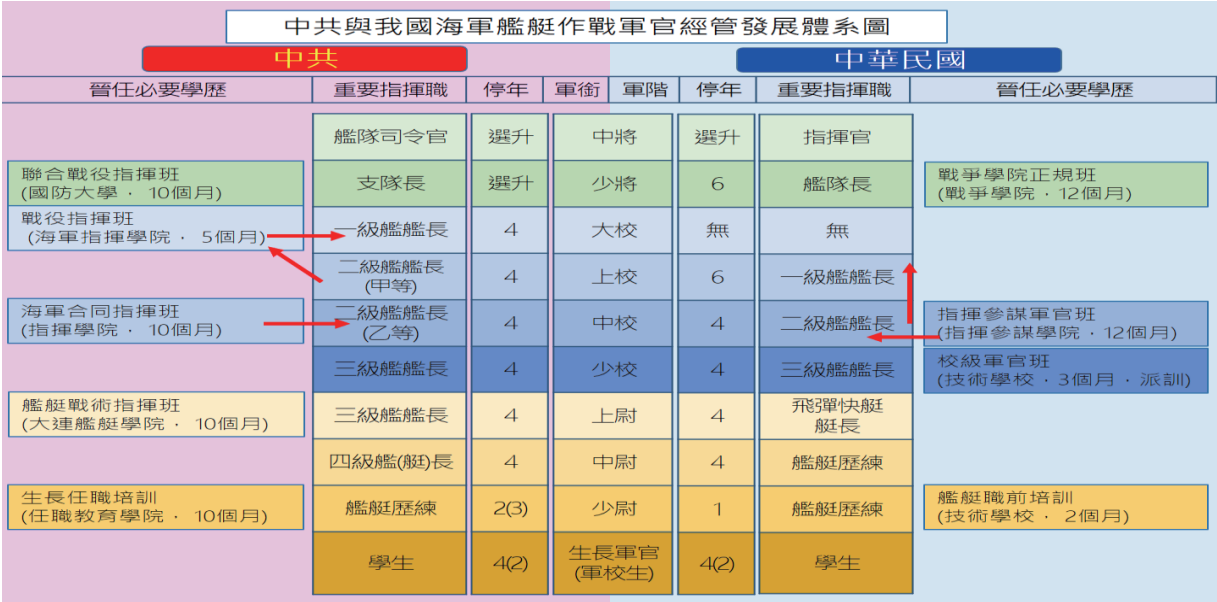 中共與我國海軍艦艇作戰軍官經管發展體系圖
中共
中華民國
晉任必要學歷 重要指揮職 停年 軍銜 軍階 停年 重要指揮職 晉任必要學歷
艦隊司令官 選升 中將 選升 指揮官
聯合戰役指揮班
(國防大學 · 10個月)
支隊長 選升 少將 6 艦隊長
戰爭學院正規班
(戰爭學院 · 12個月)
戰役指揮班
(海軍指揮學院 · 5個月)
一級艦艦長 4 大校 無 無
二級艦艦長
(甲等)
4 上校 6 一級艦艦長
海軍合同指揮班
(指揮學院 · 10個月)
二級艦艦長
(乙等)
4 中校 4 二級艦艦長
指揮參謀軍官班
(指揮參謀學院 · 12個月)
三級艦艦長 4 少校 4 三級艦艦長
校級軍官班
(技術學校 · 3個月 · 派訓)
艦艇戰術指揮班
(大連艦艇學院 · 10個月)
三級艦艦長 4 上尉 4
飛彈快艇
艇長
四級艦(艇)長 4 中尉 4 艦艇歷練
生長任職培訓
(任職教育學院 · 10個月)
艦艇歷練 2(3) 少尉 1 艦艇歷練
艦艇職前培訓
(技術學校 · 2個月)
學生 4(2)
生長軍官
(軍校生)
4(2) 學生